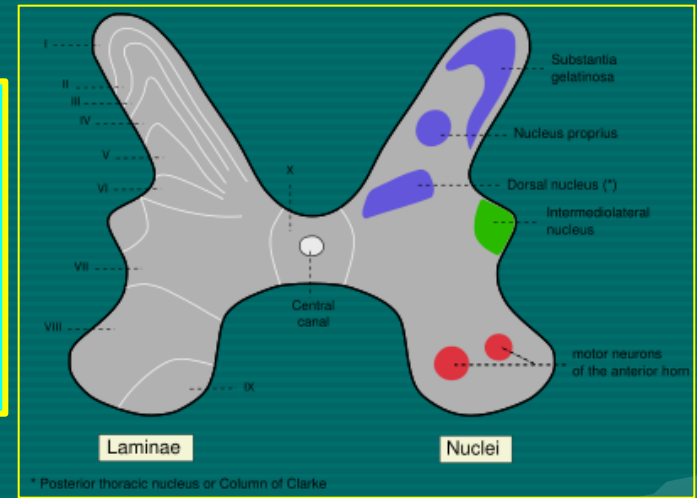 I
II
III
IV
V
VI
VII
VIII
IX
X
Central
canal
Substantia
gelatinosa
Nucleus proprius
Dorsal nucleus (*)
Intermediolateral
nucleus
motor neurons
of the anterior horn
Laminae
Nuclei
* Posterior thoracic nucleus or Column of Clarke